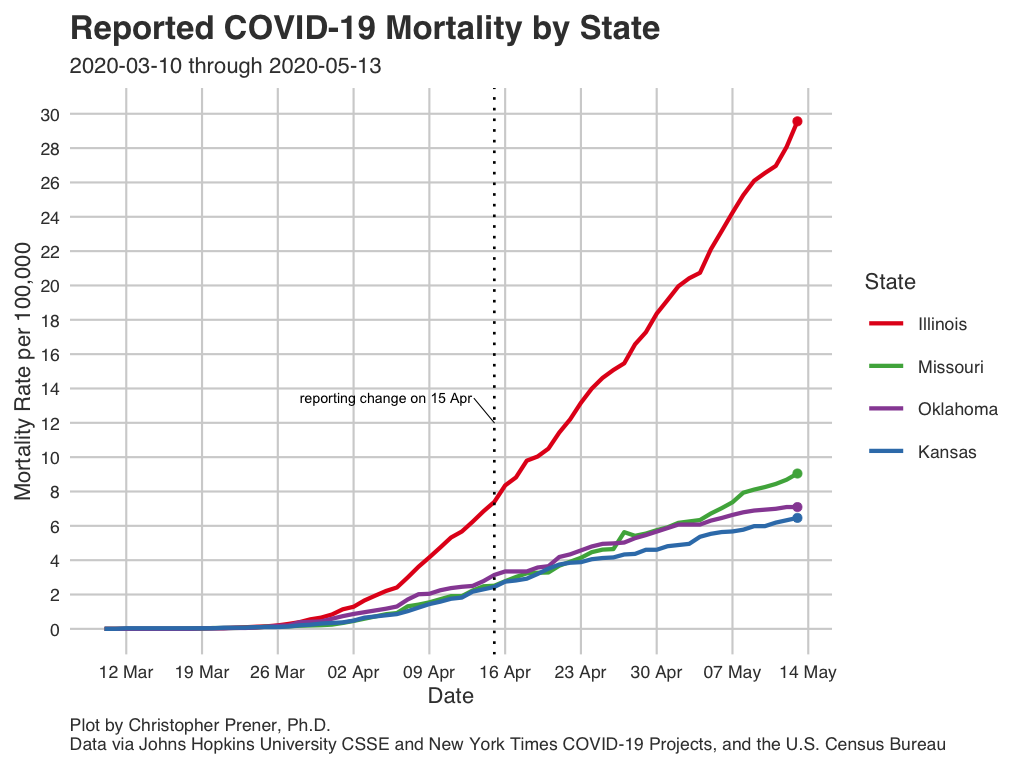 Reported COVID-19 Mortality by State
2020-03-10 through 2020-05-13
Mortality Rate per 100,000
30
28
26
24
22
20
18
16
14
12
10
8
6
4
2
0
reporting change on 15 Apr
12 Mar 19 Mar 26 Mar 02 Apr 09 Apr 16 Apr 23 Apr 30 Apr 07 May 14 May
Date
State
Illinois
Missouri
Oklahoma
Kansas
Plot by Christopher Prener, Ph.D.
Data via Johns Hopkins University CSSE and New York Times COVID-19 Projects, and the U.S. Census Bureau